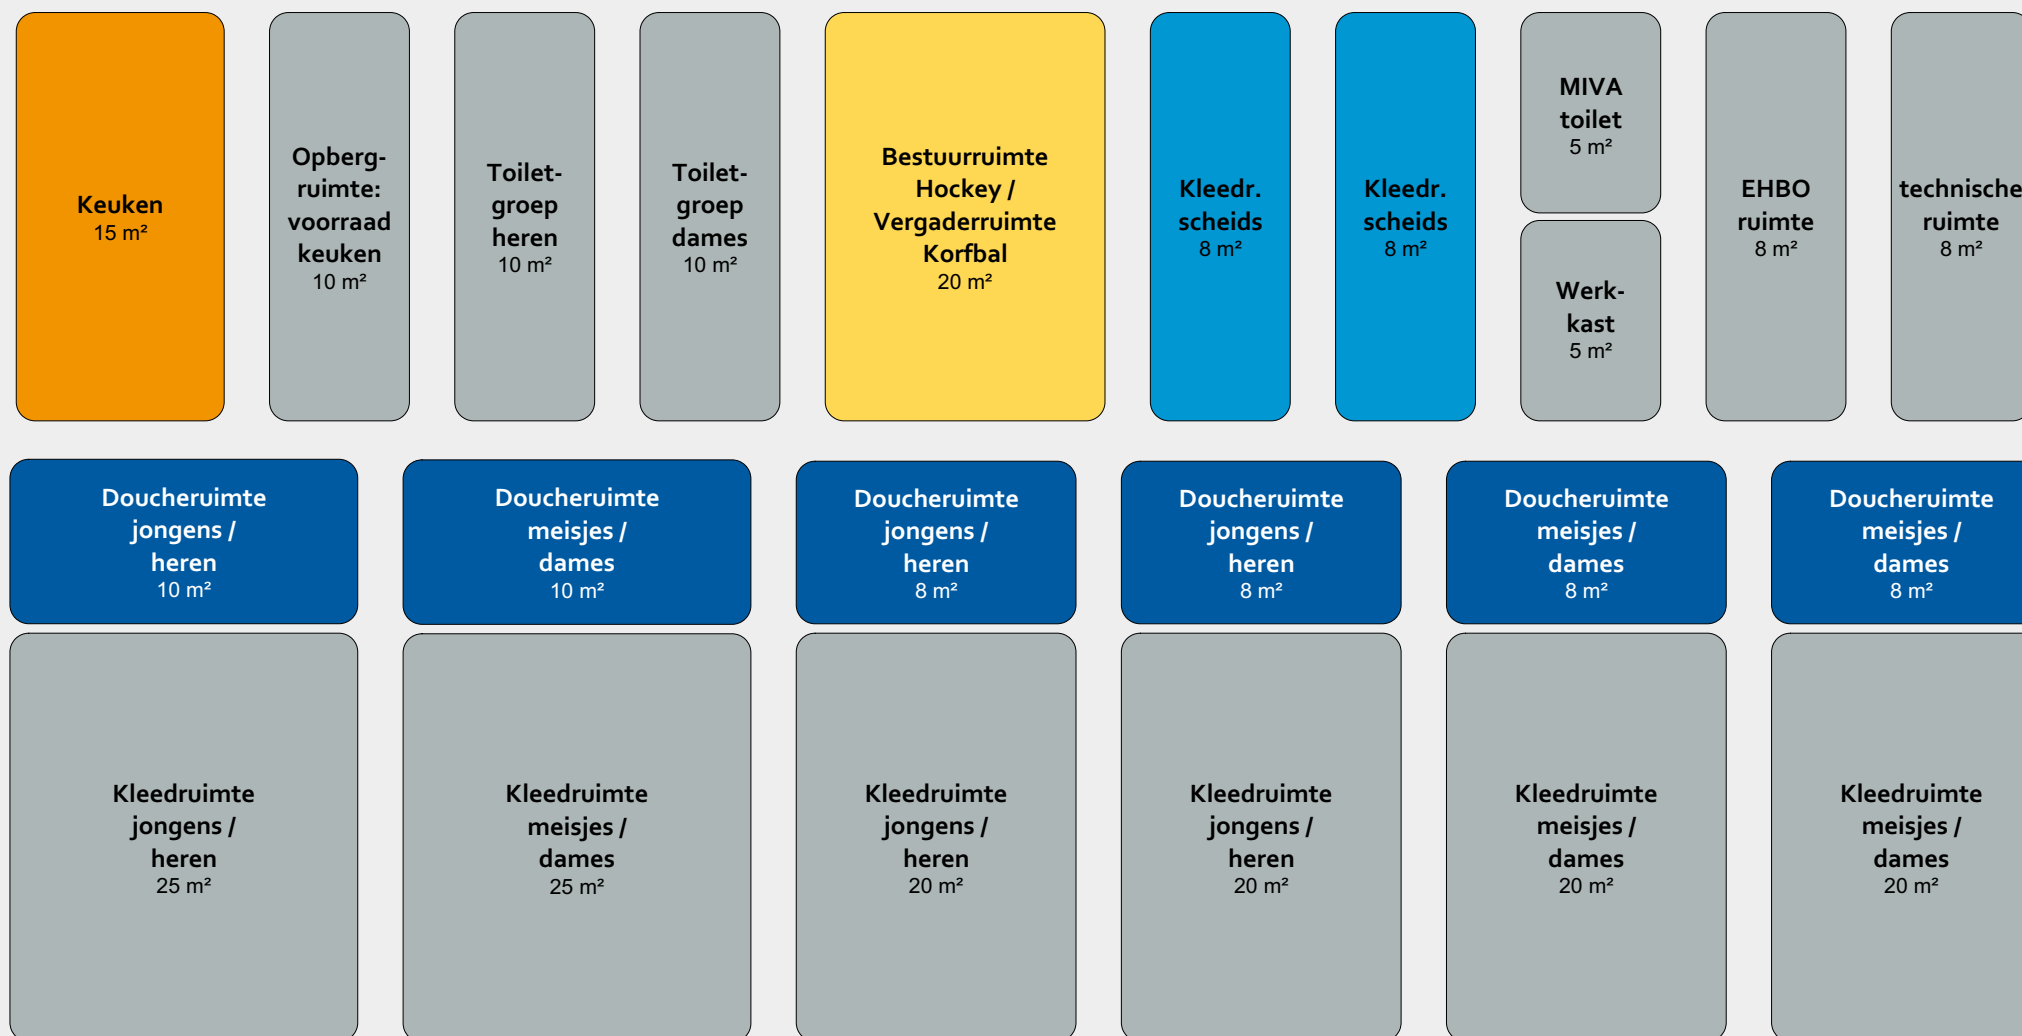 Keuken
15 m²
Opberg-
ruimte:
voorraad
keuken
10 m²
Toilet-
groep
heren
10 m²
Toilet-
groep
dames
10 m²
Bestuurruimte
Hockey /
Vergaderruimte
Korfbal
20 m²
Kleedr.
scheids
8 m²
Kleedr.
scheids
8 m²
MIVA
toilet
5 m²
Werk-
kast
5 m²
EHBO
ruimte
8 m²
technische
ruimte
8 m²
Doucheruimte
jongens /
heren
10 m²
Doucheruimte
meisjes /
dames
10 m²
Doucheruimte
jongens /
heren
8 m²
Doucheruimte
jongens /
heren
8 m²
Doucheruimte
meisjes /
dames
8 m²
Doucheruimte
meisjes /
dames
8 m²
Kleedruimte
jongens /
heren
25 m²
Kleedruimte
meisjes /
dames
25 m²
Kleedruimte
jongens /
heren
20 m²
Kleedruimte
jongens /
heren
20 m²
Kleedruimte
meisjes /
dames
20 m²
Kleedruimte
meisjes /
dames
20 m²